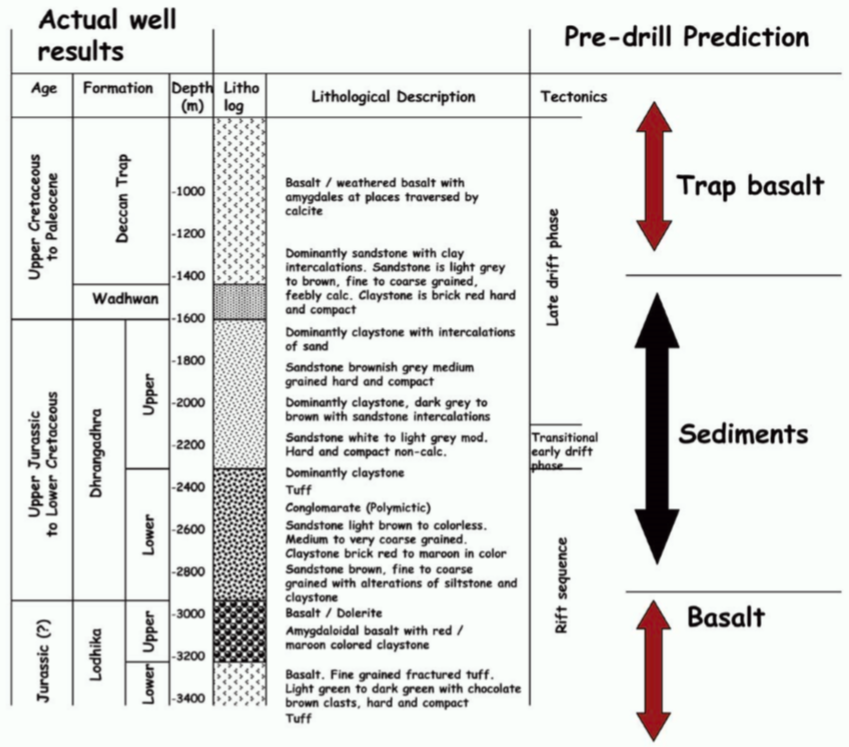 Actual well
results
Pre-drill Prediction
Age
Formation
Depth
(m)
Litho
log
Lithological Description
Tectonics
Upper Cretaceous
to Paleocene
Deccan Trap
Wadhwan
Upper Jurassic
to Lower Cretaceous
Dhrangadhra
Upper
Lower
Jurassic (?)
Lodhika
Upper
Lower
-1000
-1200
-1400
-1600
-1800
-2000
-2200
-2400
-2600
-2800
-3000
-3200
-3400
Basalt / weathered basalt with
amygdales at places traversed by
calcite
Dominantly sandstone with clay
intercalations. Sandstone is light grey
to brown, fine to coarse grained,
feebly calc. Claystone is brick red hard
and compact
Dominantly claystone with intercalations
of sand
Sandstone brownish grey medium
grained hard and compact
Dominantly claystone, dark grey to
brown with sandstone intercalations
Sandstone white to light grey mod.
Hard and compact non-calc.
Dominantly claystone
Tuff
Conglomarate (Polymictic)
Sandstone light brown to colorless.
Medium to very coarse grained.
Claystone brick red to maroon in color
Sandstone brown, fine to coarse
grained with alterations of siltstone and
claystone
Basalt / Dolerite
Amygdaloidal basalt with red /
maroon colored claystone
Basalt. Fine grained fractured tuff.
Light green to dark green with chocolate
brown clasts, hard and compact
Tuff
Late drift phase
Transitional
early drift
phase
Rift sequence
Trap basalt
Sediments
Basalt